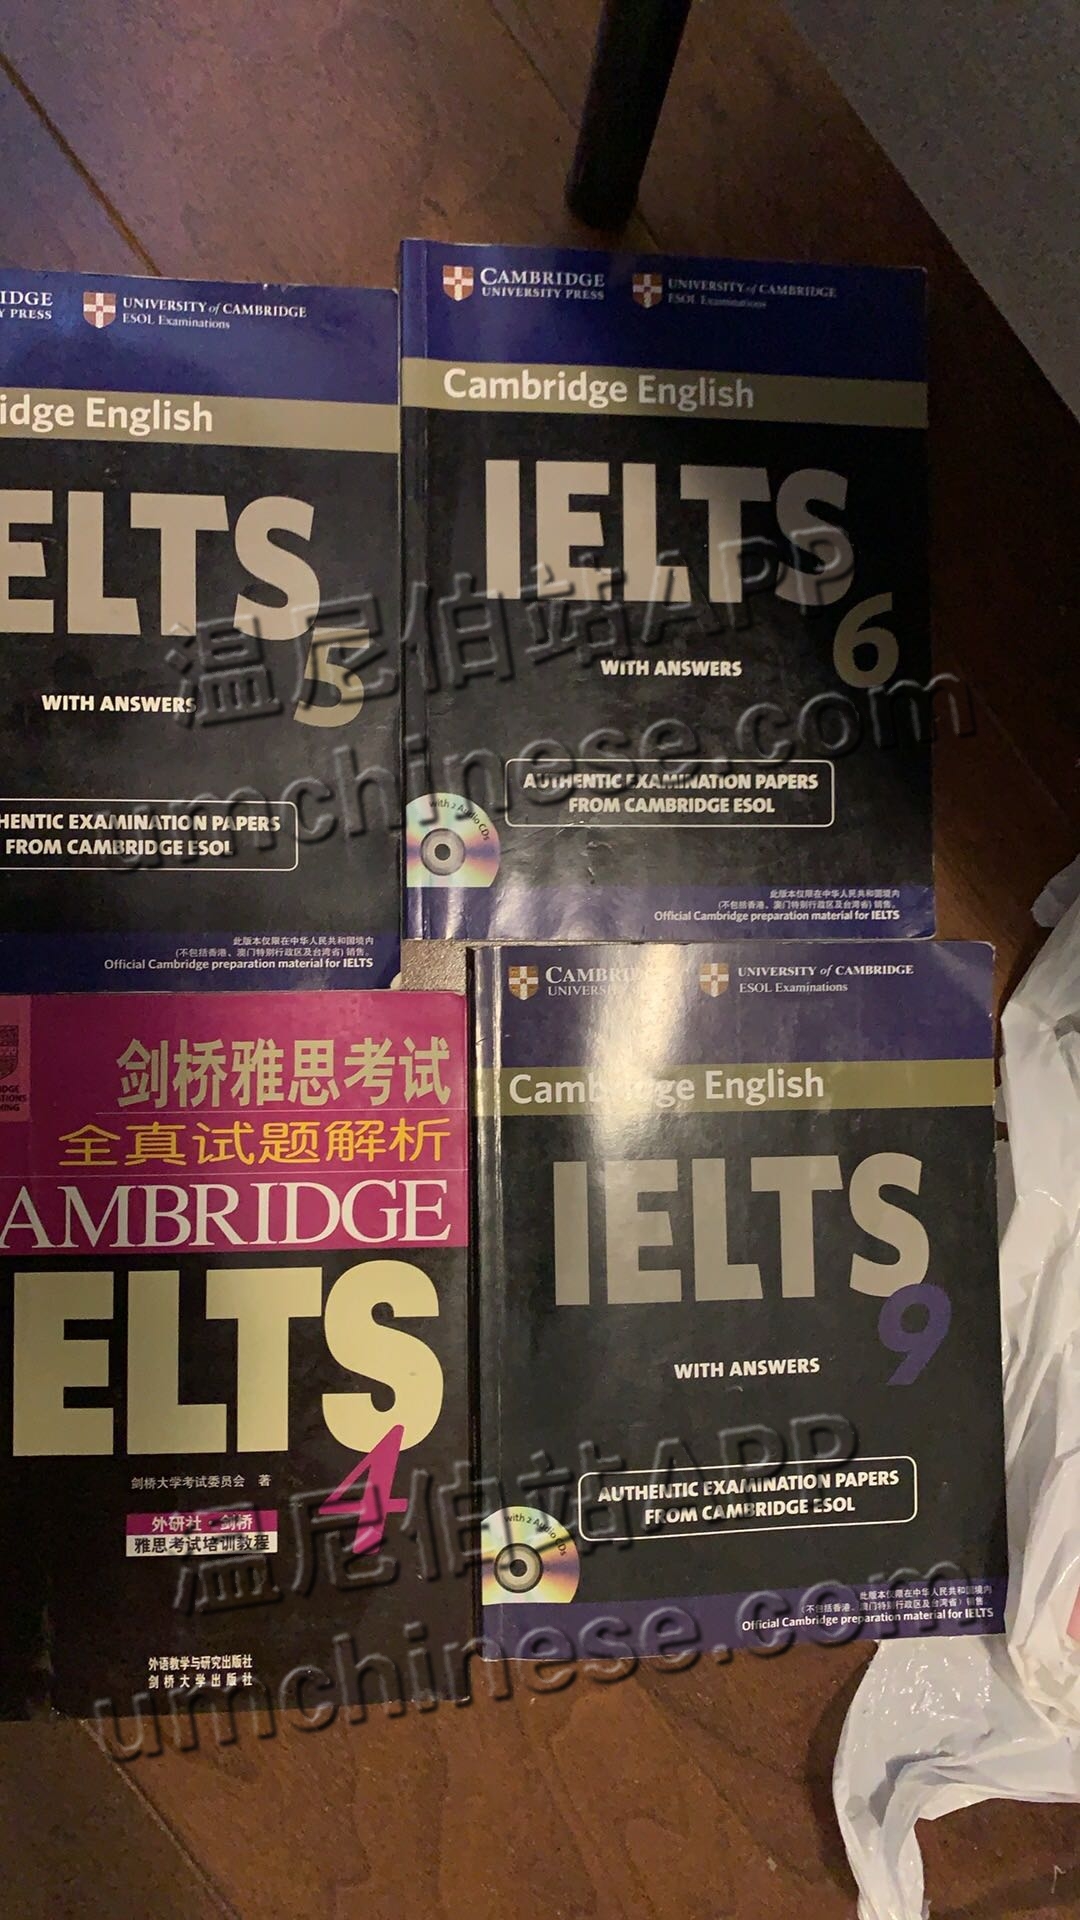 IDGE
Y PRESS
UNIVERSITY of CAMBRIDGE
ESOL Examinations
idge English
ELTS
5
WITH ANSWERS
HENTIC EXAMINATION PAPERS
FROM CAMBRIDGE ESOL
此版本仅限在中华人民共和国境内
(不包括香港、澳门特别行政区及台湾省) 销售。
Official Cambridge preparation material for IELTS
CAMBRIDGE
UNIVERSITY PRESS
UNIVERSITY of CAMBRIDGE
ESOL Examinations
Cambridge English
IELTS
6
WITH ANSWERS
AUTHENTIC EXAMINATION PAPERS
FROM CAMBRIDGE ESOL
with 2 Audio CDs
此版本仅限在中华人民共和国境内
(不包括香港、澳门特别行政区及台湾省) 销售。
Official Cambridge preparation material for IELTS
温尼伯站APP
umchinese.com
剑桥雅思考试
全真试题解析
AMBRIDGE
ELTS
4
剑桥大学考试委员会 著
外研社·剑桥
雅思考试培训教程
外语教学与研究出版社
剑桥大学出版社
UNIVERSITY of CAMBRIDGE
ESOL Examinations
English
IELTS
9
WITH ANSWERS
AUTHENTIC EXAMINATION PAPERS
FROM CAMBRIDGE ESOL
with 2 Audio CDs
此版本仅限在中华人民共和国境内
(不包括香港、澳门特别行政区及台湾省) 销售。
Official Cambridge preparation material for IELTS
温尼伯站APP
umchinese.com